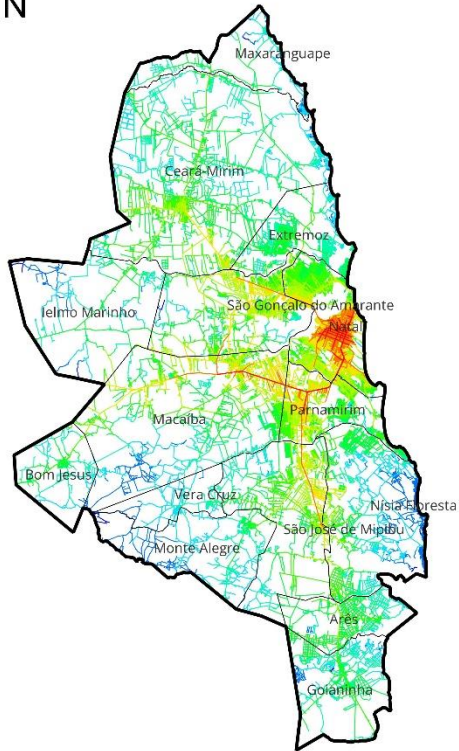 N
Maxaranguape
Ceará-Mirim
Extremoz
São Gonçalo do Amarante
Ielmo Marinho
Natal
Parnamirim
Macaíba
Bom Jesus
Vera Cruz
Nísia Floresta
São José de Mipibu
Monte Alegre
Arês
Goianinha